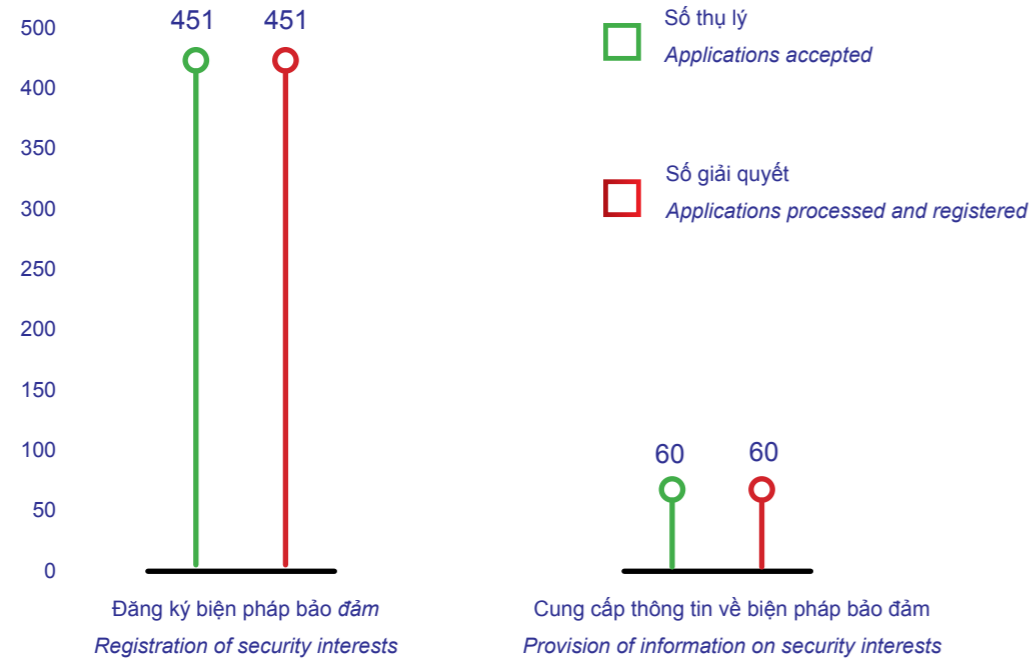 500
450
400
350
300
250
200
150
100
50
0
451 451
60 60
Số thụ lý
Applications accepted
Số giải quyết
Applications processed and registered
Đăng ký biện pháp bảo đảm
Registration of security interests
Cung cấp thông tin về biện pháp bảo đảm
Provision of information on security interests